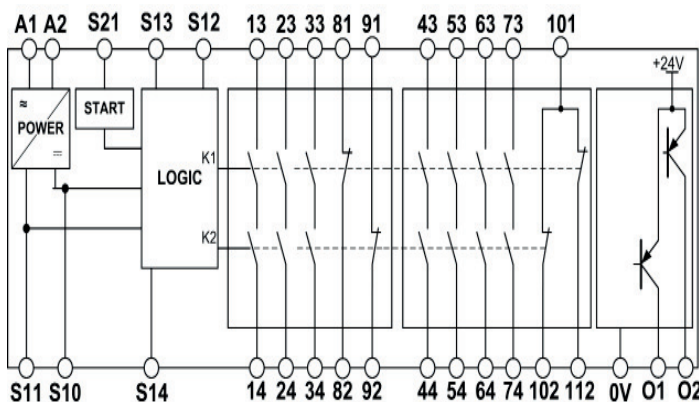 A1 A2 S21 S13 S12 13 23 33 81 91 43 53 63 73 101
+24V
≂ POWER ⎓
START
LOGIC
K1
K2
S11 S10 S14 14 24 34 82 92 44 54 64 74 102 112 0V O1 O2